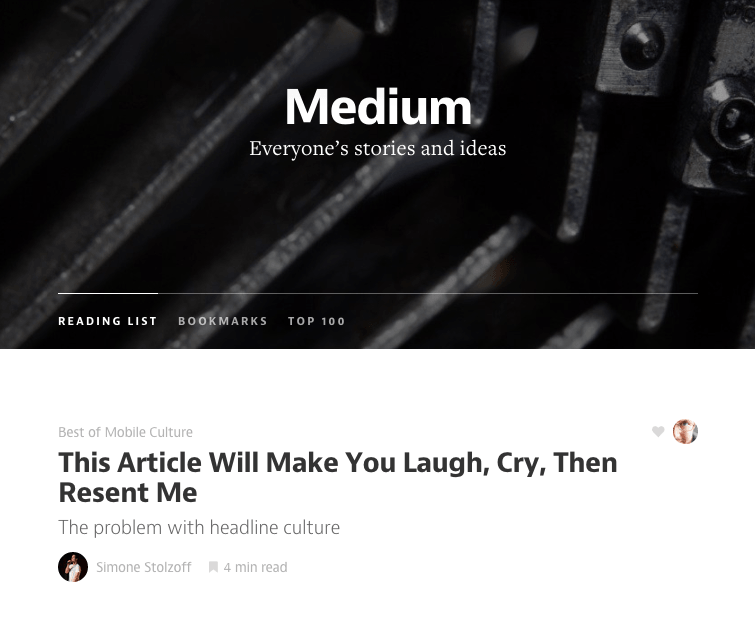 Medium
Everyone’s stories and ideas
READING LIST BOOKMARKS TOP 100
Best of Mobile Culture
This Article Will Make You Laugh, Cry, Then
Resent Me
The problem with headline culture
Simone Stolzoff 4 min read